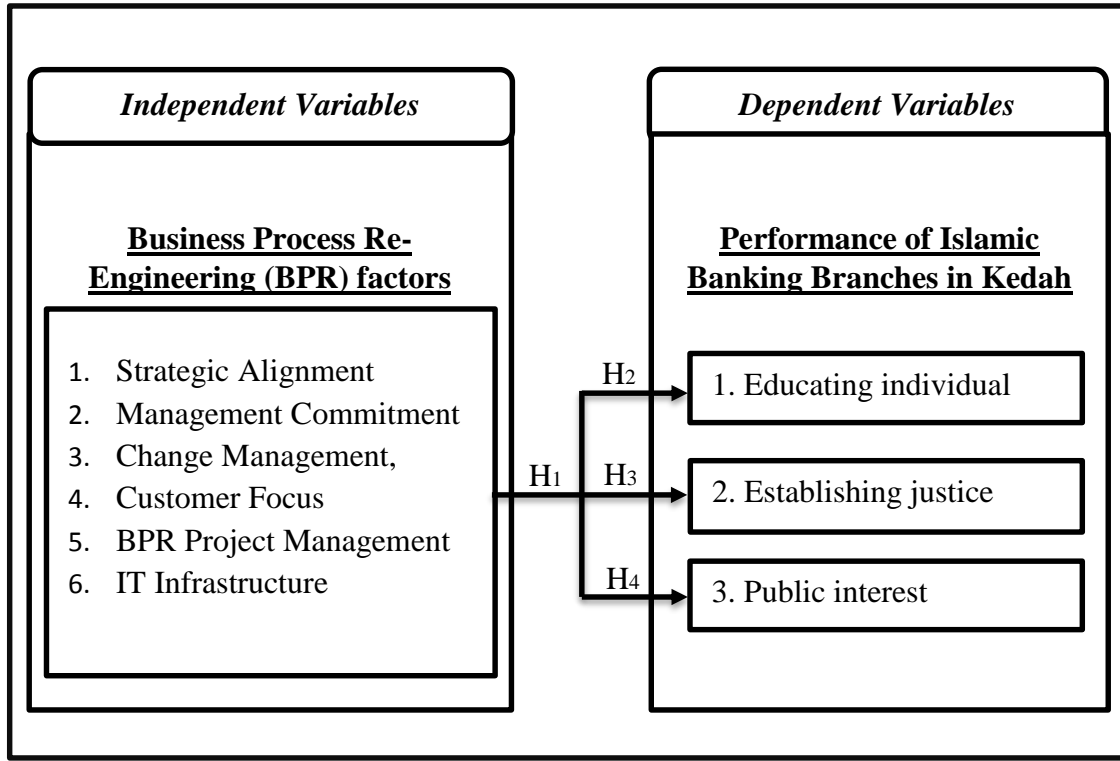 Independent Variables
Business Process Re-
Engineering (BPR) factors
1. Strategic Alignment
2. Management Commitment
3. Change Management,
4. Customer Focus
5. BPR Project Management
6. IT Infrastructure
H1
H2
H3
H4
Dependent Variables
Performance of Islamic
Banking Branches in Kedah
1. Educating individual
2. Establishing justice
3. Public interest